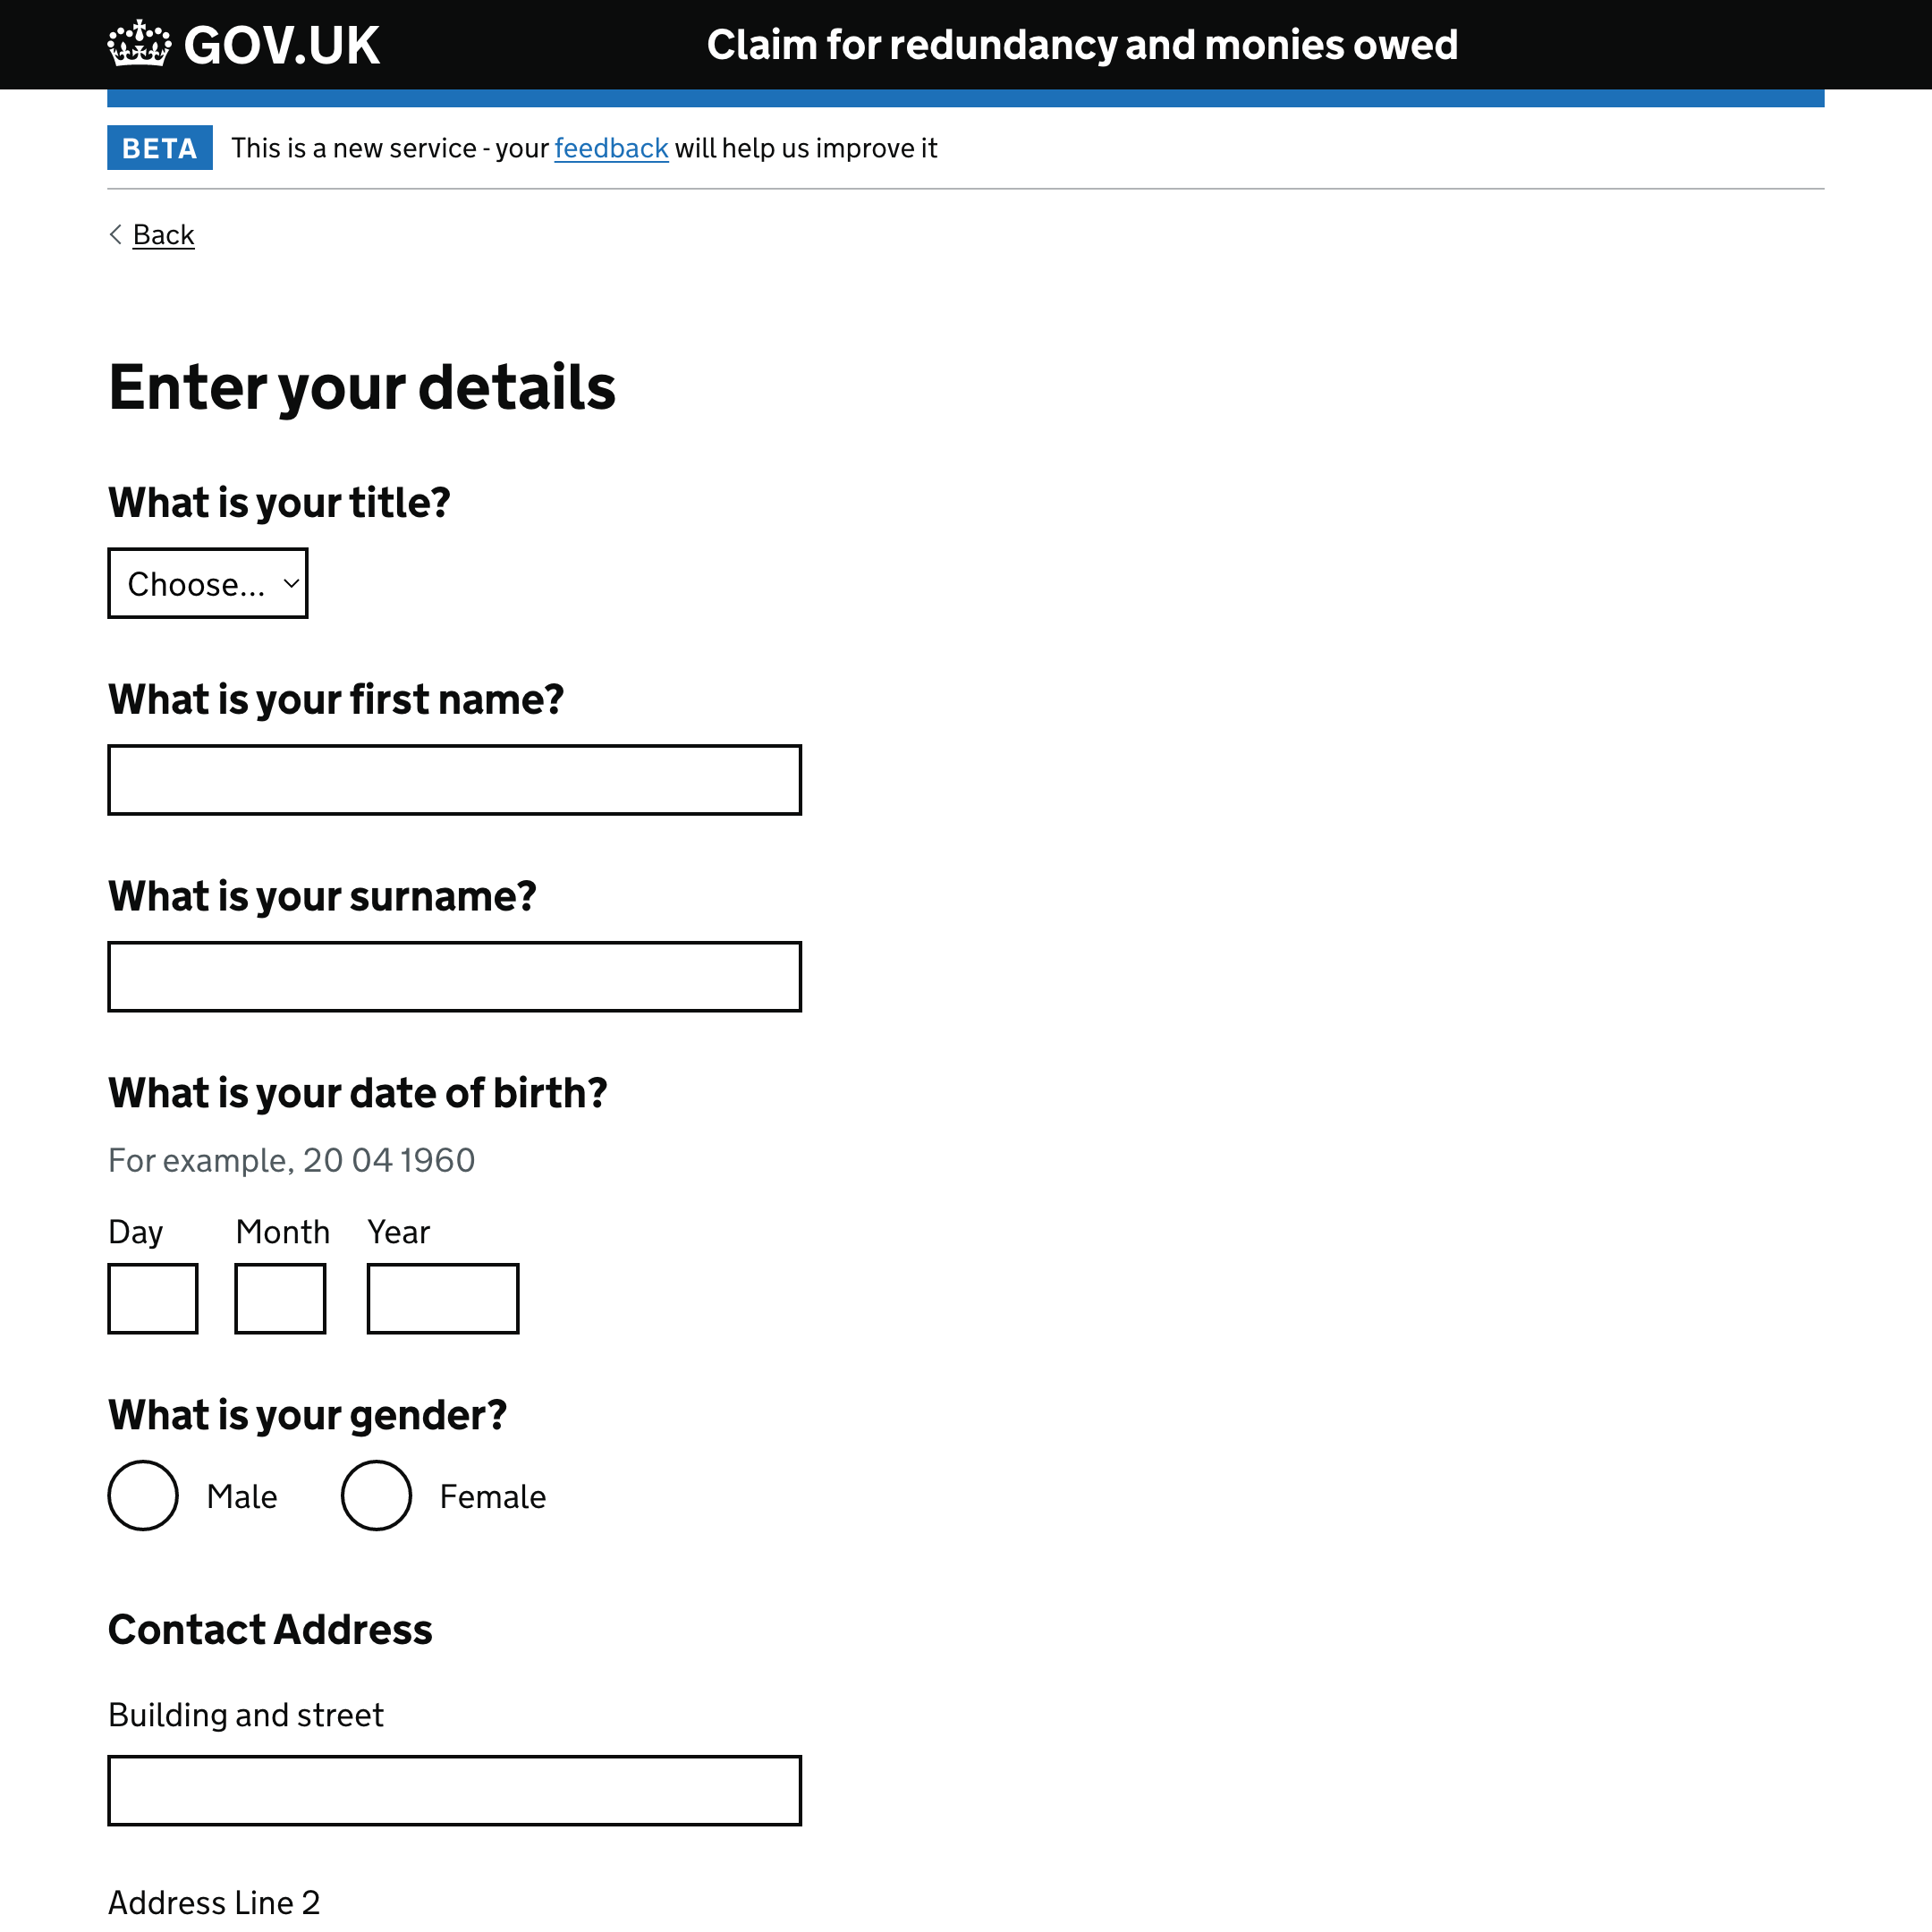 GOV.UK Claim for redundancy and monies owed
BETA This is a new service - your feedback will help us improve it
Back
Enter your details
What is your title?
Choose...
What is your first name?
What is your surname?
What is your date of birth?
For example, 20 04 1960
Day Month Year
What is your gender?
Male Female
Contact Address
Building and street
Address Line 2